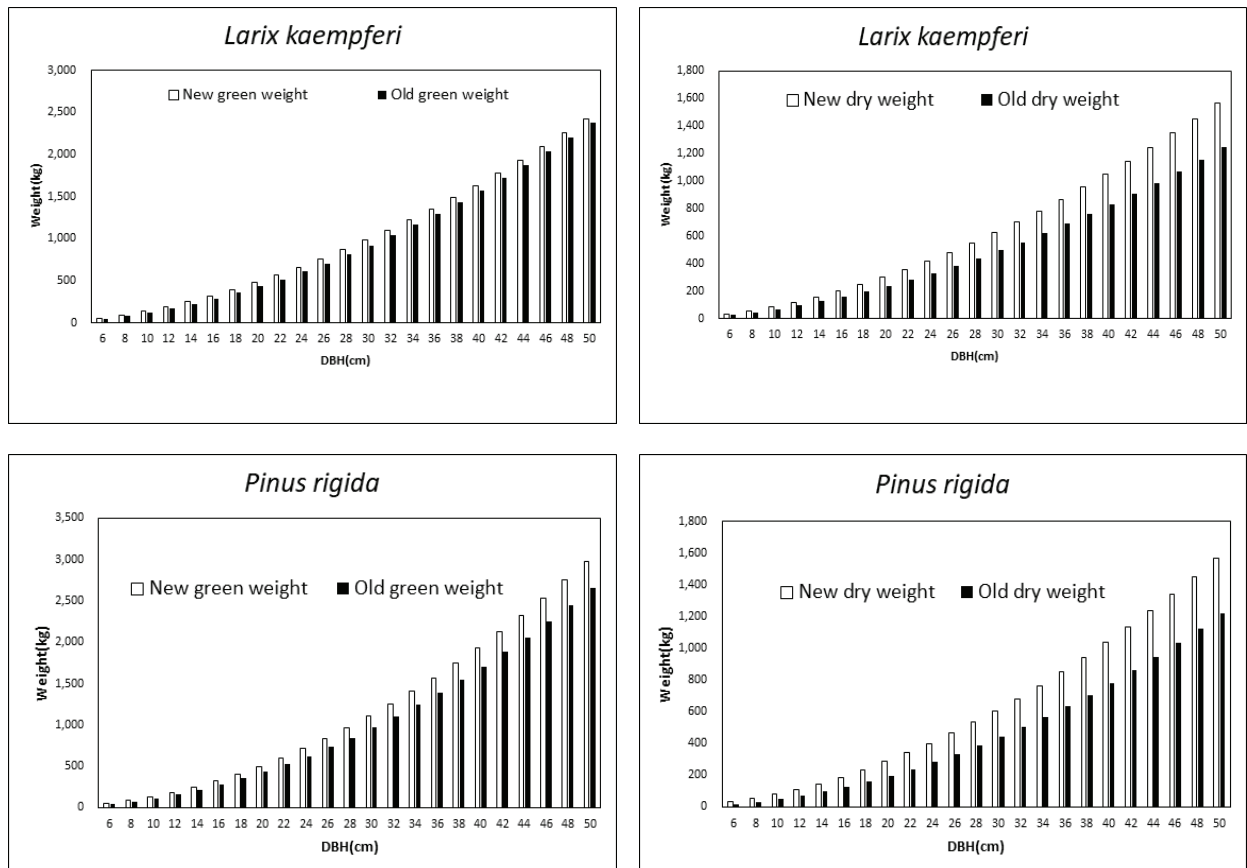 Larix kaempferi
3,000
New green weight Old green weight
2,500
2,000
1,500
1,000
500
0
Weight(kg)
6 8 10 12 14 16 18 20 22 24 26 28 30 32 34 36 38 40 42 44 46 48 50
DBH(cm)
Larix kaempferi
1,800
New dry weight Old dry weight
1,600
1,400
1,200
1,000
800
600
400
200
0
Weight(kg)
6 8 10 12 14 16 18 20 22 24 26 28 30 32 34 36 38 40 42 44 46 48 50
DBH(cm)
Pinus rigida
3,500
3,000
New green weight Old green weight
2,500
2,000
1,500
1,000
500
0
Weight(kg)
6 8 10 12 14 16 18 20 22 24 26 28 30 32 34 36 38 40 42 44 46 48 50
DBH(cm)
Pinus rigida
1,800
1,600
1,400
New dry weight Old dry weight
1,200
1,000
800
600
400
200
0
Weight(kg)
6 8 10 12 14 16 18 20 22 24 26 28 30 32 34 36 38 40 42 44 46 48 50
DBH(cm)